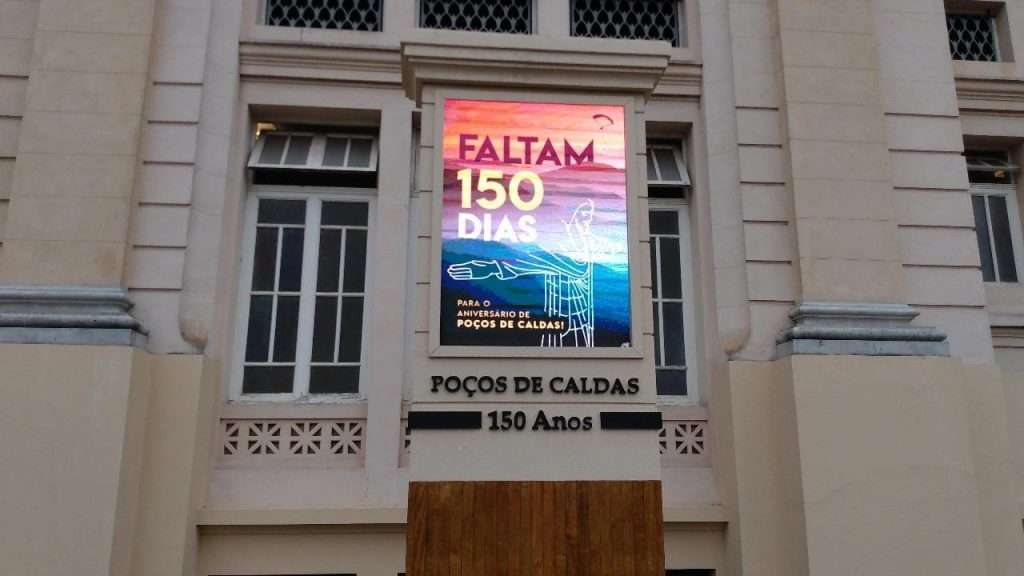 FALTAM
150
DIAS
PARA O
ANIVERSÁRIO DE
POÇOS DE CALDAS!
POÇOS DE CALDAS
150 Anos